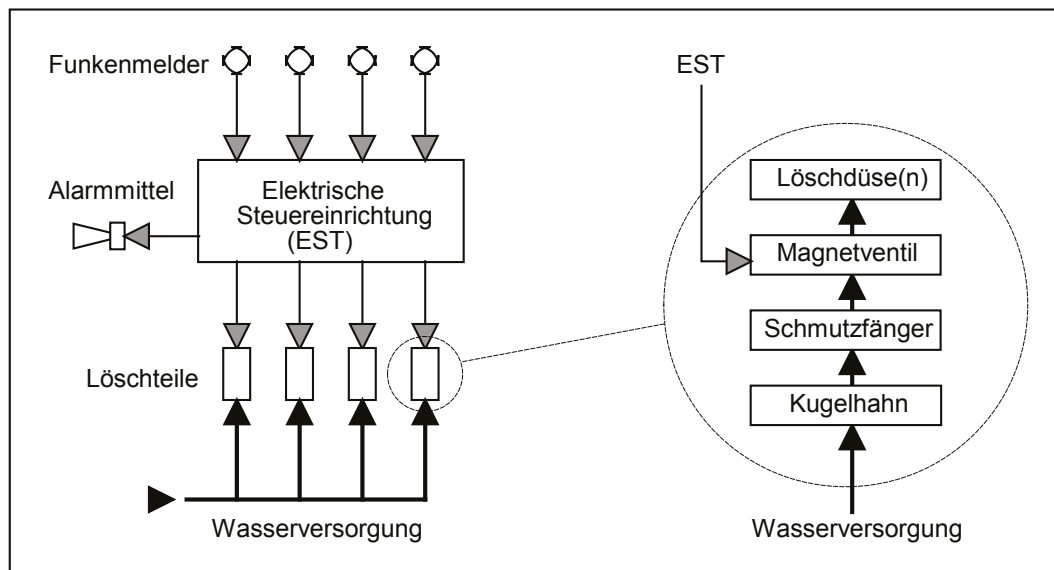 Funkenmelder
Alarmmittel
Elektrische
Steuereinrichtung
(EST)
Löschteile
Wasserversorgung
EST
Löschdüse(n)
Magnetventil
Schmutzfänger
Kugelhahn
Wasserversorgung